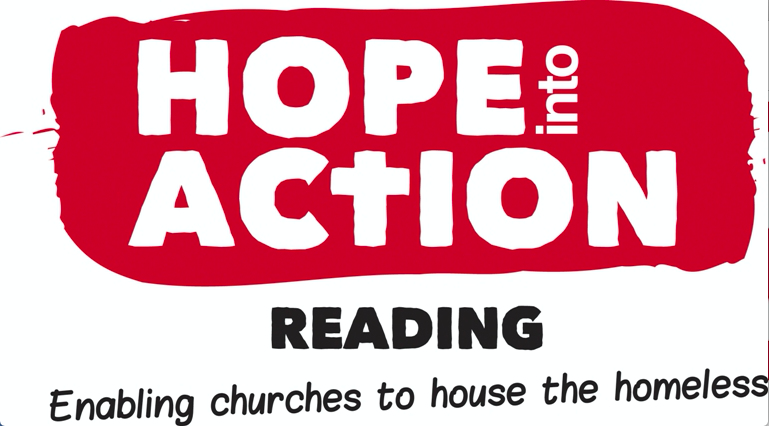 HOPE into
ACTION
READING
Enabling churches to house the homeless